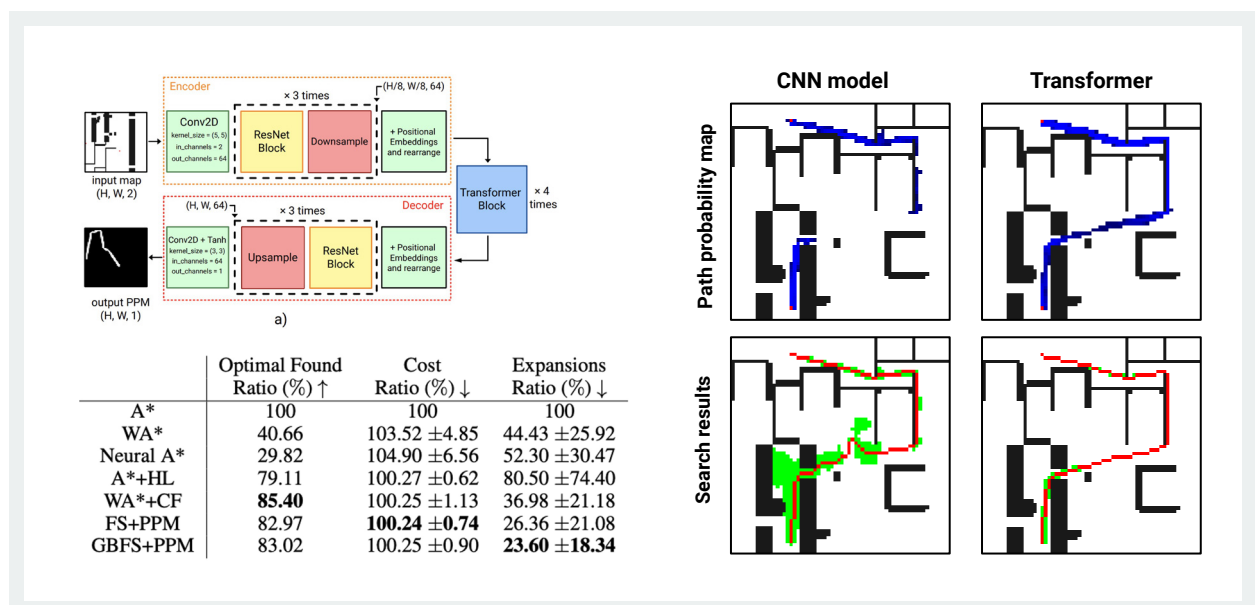 Encoder
× 3 times
(H/8, W/8, 64)
Conv2D
kernel_size = (5, 5)
in_channels = 2
out_channels = 64
ResNet
Block
Downsample
+ Positional
Embeddings
and rearrange
input map
(H, W, 2)
Transformer
Block
× 4
times
(H, W, 64)
× 3 times
Decoder
Conv2D + Tanh
kernel_size = (3, 3)
in_channels = 64
out_channels = 1
Upsample
ResNet
Block
+ Positional
Embeddings
and rearrange
output PPM
(H, W, 1)
a)
Optimal Found Cost Expansions
Ratio (%) ↑ Ratio (%) ↓ Ratio (%) ↓
A* 100 100 100
WA* 40.66 103.52 ±4.85 44.43 ±25.92
Neural A* 29.82 104.90 ±6.56 52.30 ±30.47
A*+HL 79.11 100.27 ±0.62 80.50 ±74.40
WA*+CF 85.40 100.25 ±1.13 36.98 ±21.18
FS+PPM 82.97 100.24 ±0.74 26.36 ±21.08
GBFS+PPM 83.02 100.25 ±0.90 23.60 ±18.34
CNN model Transformer
Path probability map
Search results